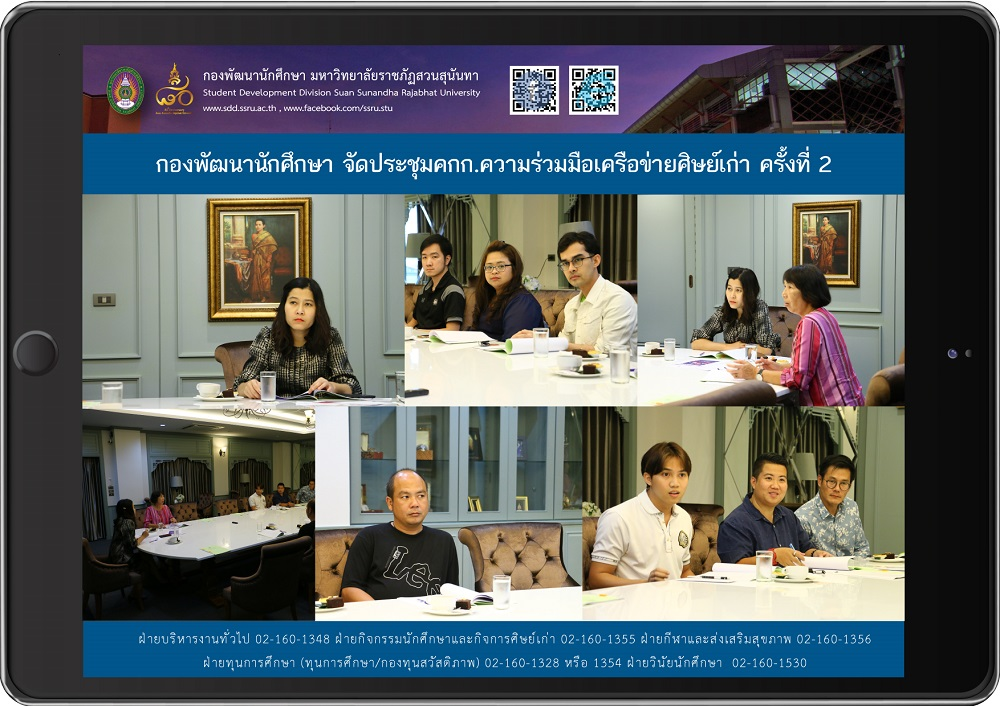 กองพัฒนานักศึกษา มหาวิทยาลัยราชภัฏสวนสุนันทา
Student Development Division Suan Sunandha Rajabhat University
www.sdd.ssru.ac.th , www.facebook.com/ssru.stu
กองพัฒนานักศึกษา จัดประชุมคกก.ความร่วมมือเครือข่ายศิษย์เก่า ครั้งที่ 2
ฝ่ายบริหารงานทั่วไป 02-160-1348 ฝ่ายกิจกรรมนักศึกษาและกิจการศิษย์เก่า 02-160-1355 ฝ่ายกีฬาและส่งเสริมสุขภาพ 02-160-1356
ฝ่ายทุนการศึกษา (ทุนการศึกษา/กองทุนสวัสดิภาพ) 02-160-1328 หรือ 1354 ฝ่ายวินัยนักศึกษา 02-160-1530